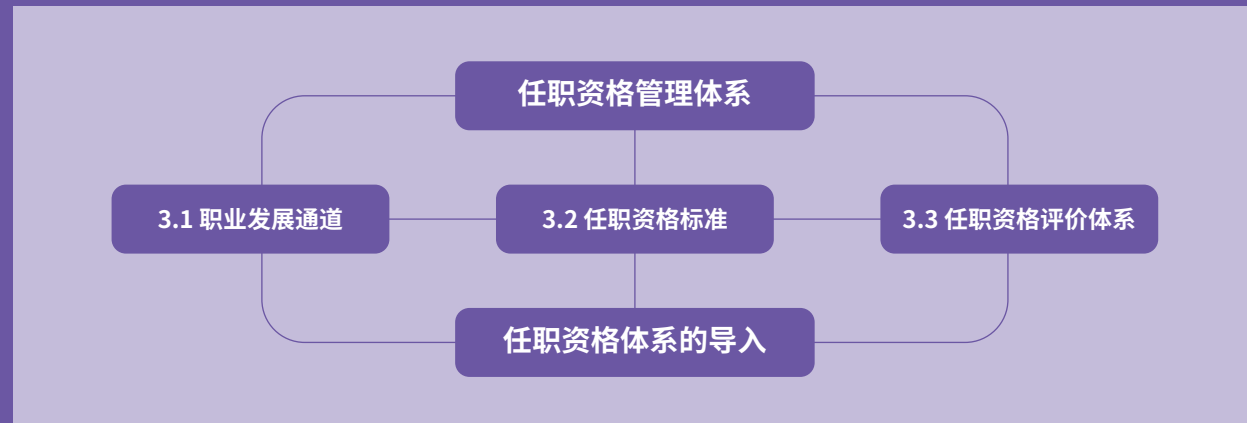 任职资格管理体系
3.1 职业发展通道
3.2 任职资格标准
3.3 任职资格评价体系
任职资格体系的导入